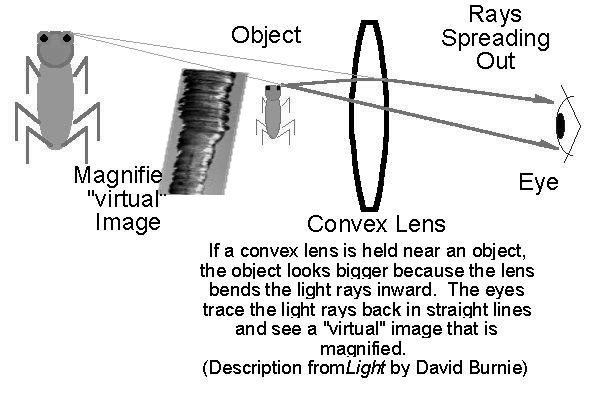 Object
Rays
Spreading
Out
Magnifie
"virtual"
Image
Eye
Convex Lens
If a convex lens is held near an object,
the object looks bigger because the lens
bends the light rays inward. The eyes
trace the light rays back in straight lines
and see a "virtual" image that is
magnified.
(Description fromLight by David Burnie)